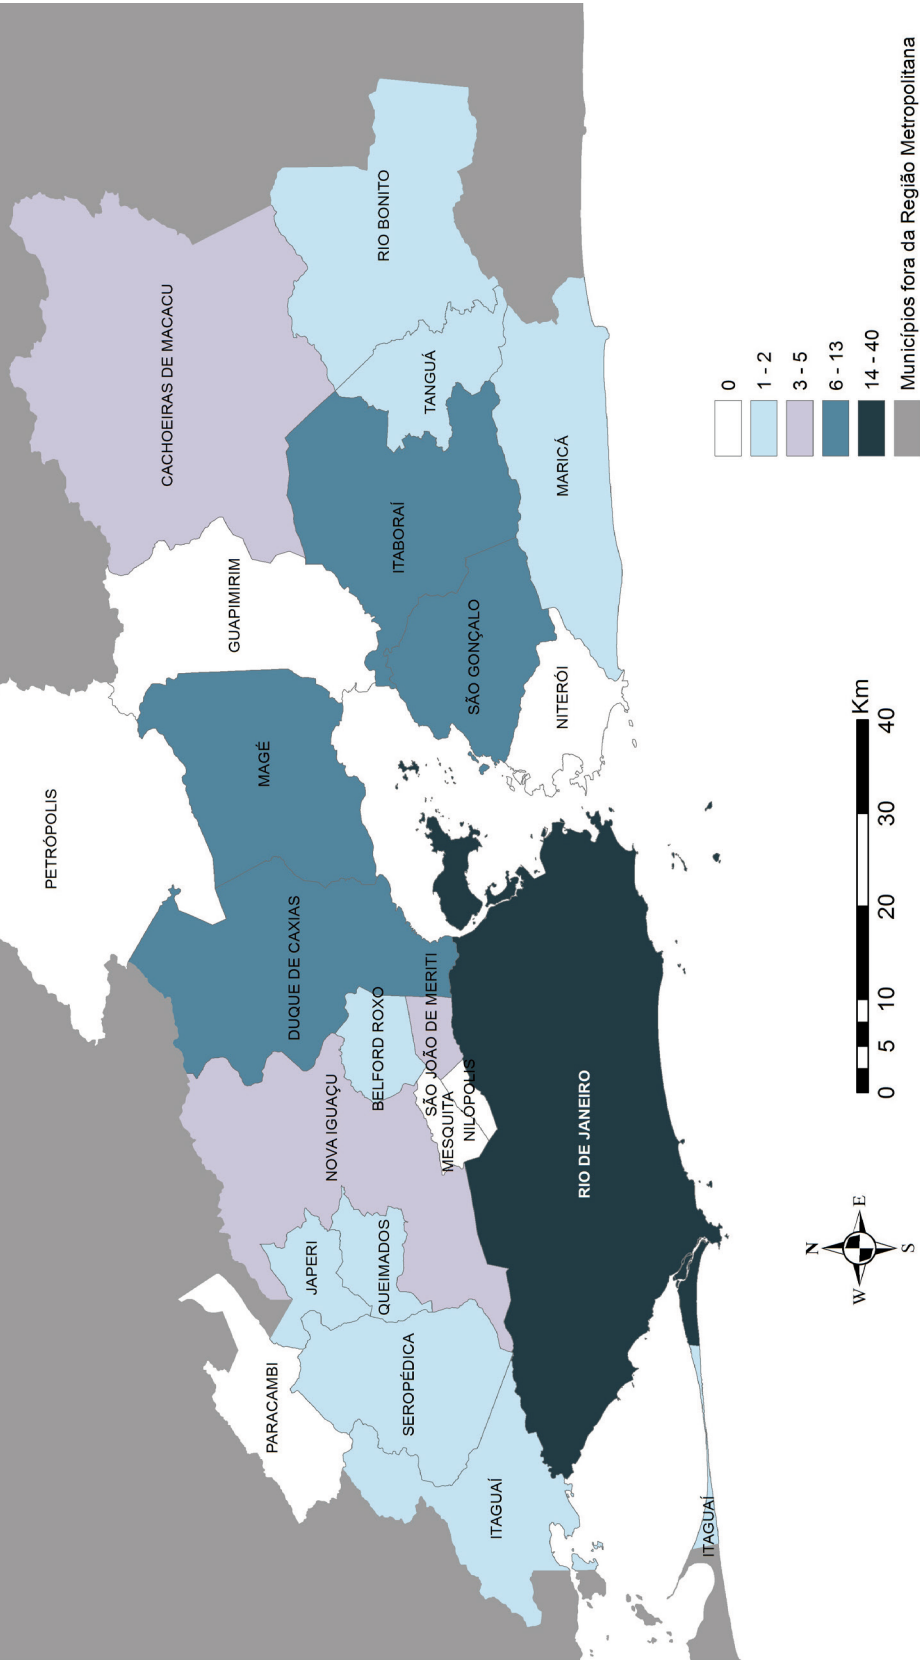 PETRÓPOLIS
CACHOEIRAS DE MACACU
GUAPIMIRIM
MAGÉ
DUQUE DE CAXIAS
NOVA IGUAÇU
JAPERI
PARACAMBI
QUEIMADOS
SEROPÉDICA
ITAGUAÍ
BELFORD ROXO
SÃO JOÃO DE MERITI
MESQUITA
NILÓPOLIS
RIO DE JANEIRO
ITABORAÍ
SÃO GONÇALO
NITERÓI
TANGUÁ
RIO BONITO
MARICÁ
ITAGUAÍ
N
W E
S
Km
0 5 10 20 30 40
0
1 - 2
3 - 5
6 - 13
14 - 40
Municípios fora da Região Metropolitana